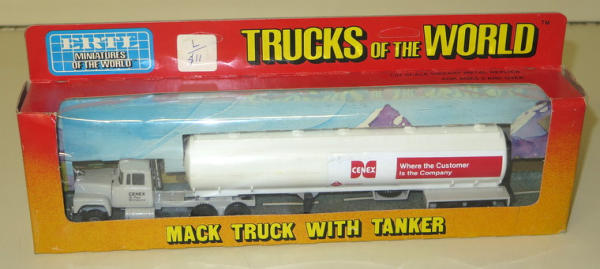 ERTL
MINIATURES
OF THE WORLD
L/
$11
TRUCKS OF THE WORLD
TM
CENEX
Where the Customer
Is the Company
CENEX
MACK TRUCK WITH TANKER